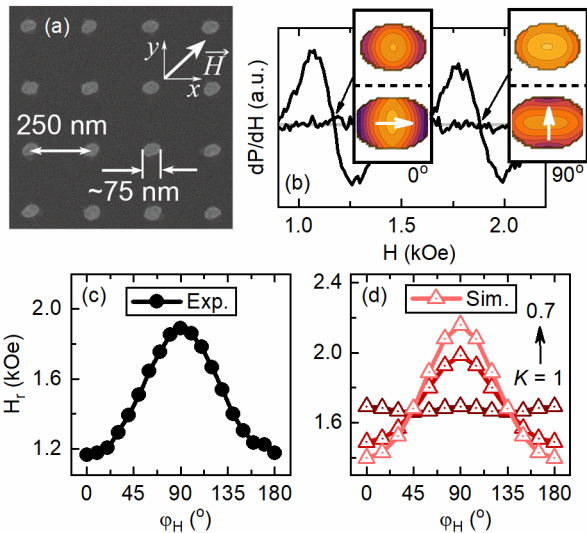 (a)
y
x
H
250 nm
~75 nm
dP/dH (a.u.)
(b)
0°
90°
1.0
1.5
2.0
H (kOe)
(c)
Exp.
2.0
1.6
1.2
Hr (kOe)
0 45 90 135 180
φH (°)
(d)
Sim.
0.7
K = 1
2.4
2.0
1.6
0 45 90 135 180
φH (°)